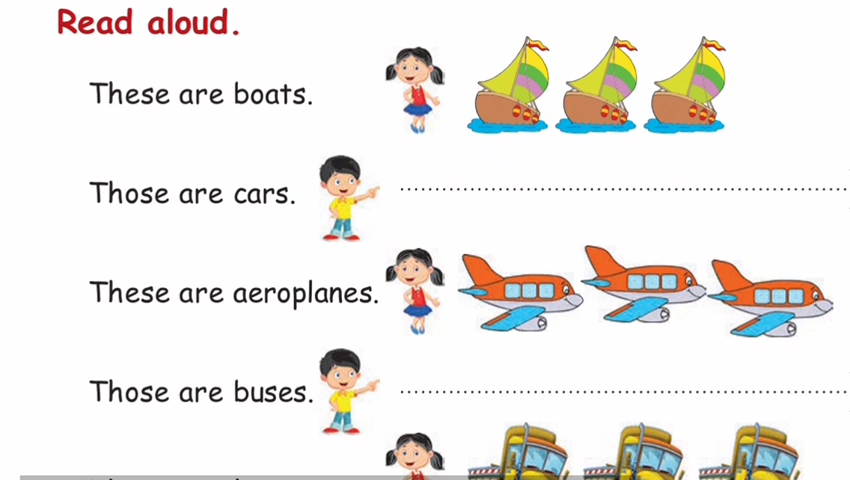 Read aloud.
These are boats.
Those are cars.
These are aeroplanes.
Those are buses.